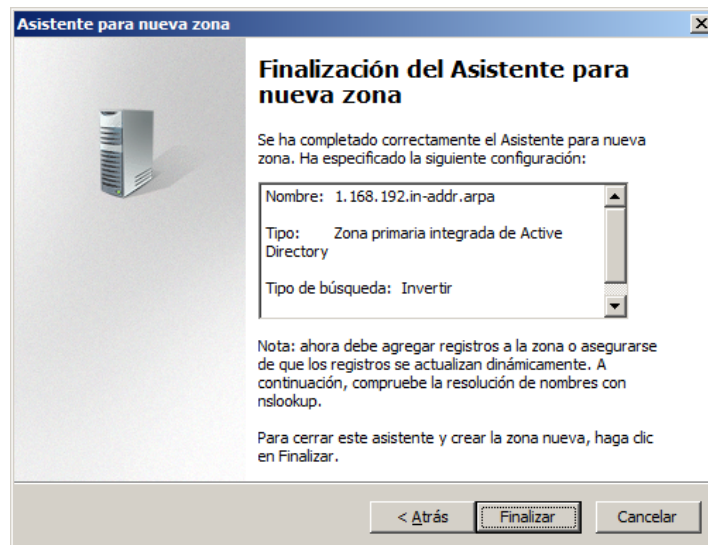 Asistente para nueva zona
Finalización del Asistente para
nueva zona
Se ha completado correctamente el Asistente para nueva
zona. Ha especificado la siguiente configuración:
Nombre: 1.168.192.in-addr.arpa
Tipo: Zona primaria integrada de Active
Directory
Tipo de búsqueda: Invertir
Nota: ahora debe agregar registros a la zona o asegurarse
de que los registros se actualizan dinámicamente. A
continuación, compruebe la resolución de nombres con
nslookup.
Para cerrar este asistente y crear la zona nueva, haga clic
en Finalizar.
< Atrás
Finalizar
Cancelar